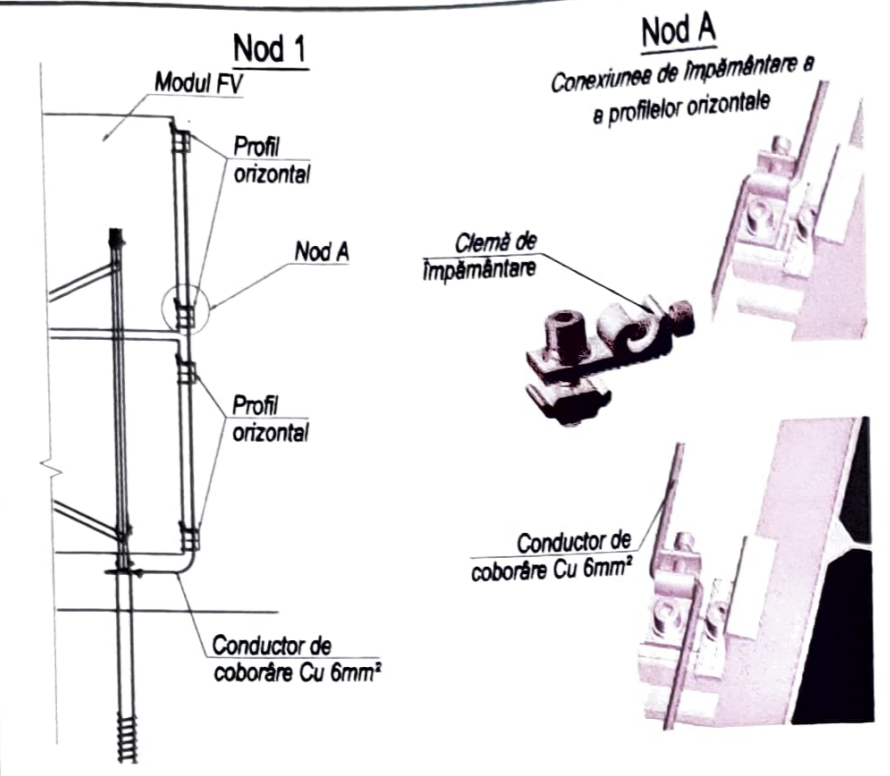 Nod 1
Modul FV
Profil
orizontal
Nod A
Profil
orizontal
Conductor de
coborâre Cu 6mm²
Nod A
Conexiunea de împământare a
a profilelor orizontale
Clemă de
împământare
Conductor de
coborâre Cu 6mm²